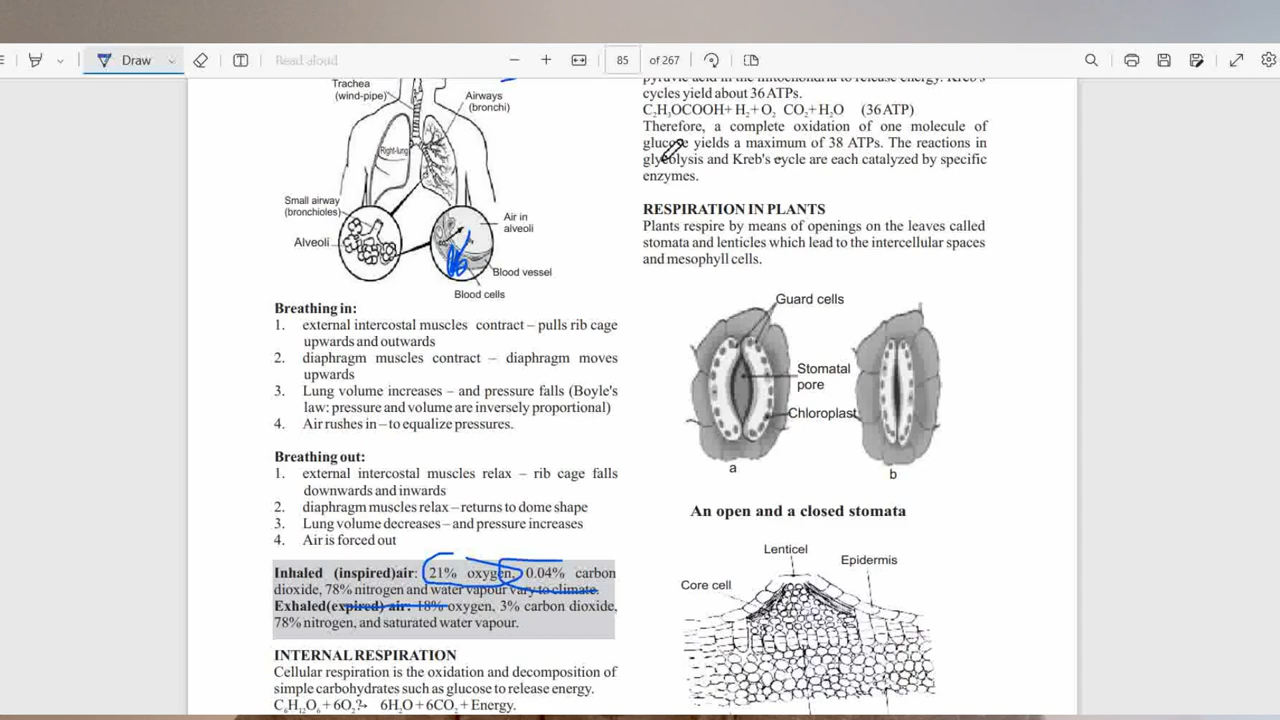 Draw
Read aloud
85 of 267
Trachea
(wind-pipe)
Airways
(bronchi)
Right-lung
Small airway
(bronchioles)
Alveoli
Air in
alveoli
Blood vessel
Blood cells
Breathing in:
1. external intercostal muscles contract – pulls rib cage
upwards and outwards
2. diaphragm muscles contract – diaphragm moves
upwards
3. Lung volume increases – and pressure falls (Boyle's
law: pressure and volume are inversely proportional)
4. Air rushes in – to equalize pressures.
Breathing out:
1. external intercostal muscles relax – rib cage falls
downwards and inwards
2. diaphragm muscles relax – returns to dome shape
3. Lung volume decreases – and pressure increases
4. Air is forced out
Inhaled (inspired)air: 21% oxygen, 0.04% carbon
dioxide, 78% nitrogen and water vapour vary to climate.
Exhaled(expired) air: 18% oxygen, 3% carbon dioxide,
78% nitrogen, and saturated water vapour.
INTERNAL RESPIRATION
Cellular respiration is the oxidation and decomposition of
simple carbohydrates such as glucose to release energy.
C₆H₁₂O₆ + 6O₂?› 6H₂O + 6CO₂ + Energy.
pyruvic acid in the mitochondria to release energy. Kreb's
cycles yield about 36 ATPs.
C₂H₃OCOOH+ H₂+ O₂ CO₂+ H₂O (36 ATP)
Therefore, a complete oxidation of one molecule of
glucose yields a maximum of 38 ATPs. The reactions in
glycolysis and Kreb's cycle are each catalyzed by specific
enzymes.
RESPIRATION IN PLANTS
Plants respire by means of openings on the leaves called
stomata and lenticles which lead to the intercellular spaces
and mesophyll cells.
Guard cells
Stomatal
pore
Chloroplast
a
b
An open and a closed stomata
Lenticel
Epidermis
Core cell